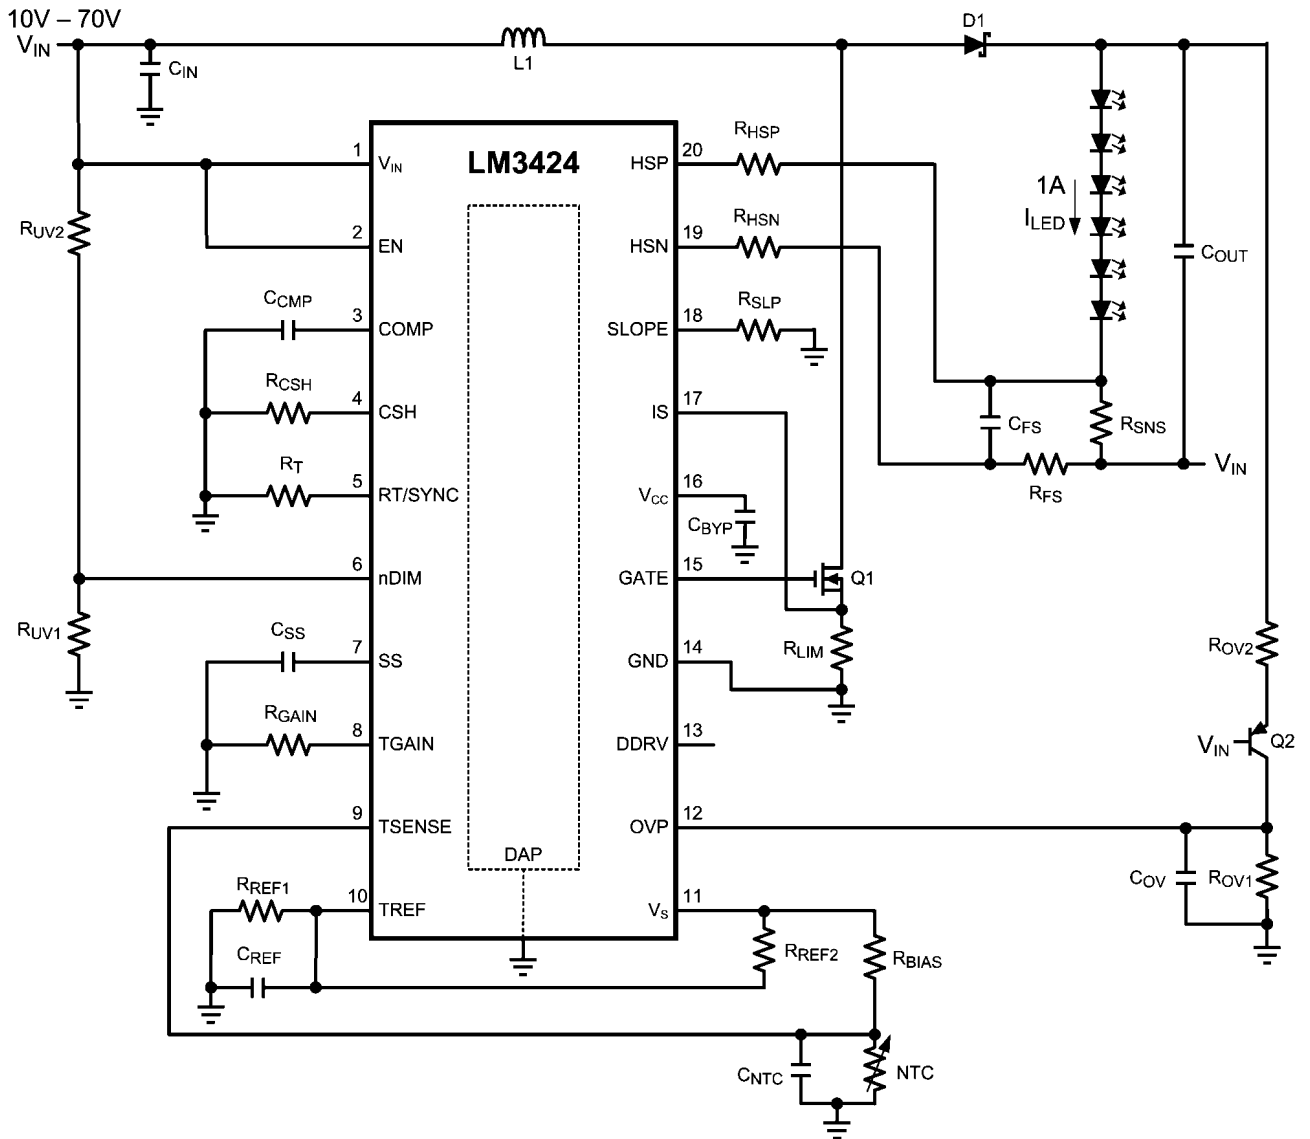 10V – 70V
VIN
CIN
L1
D1
LM3424
1
VIN
2
EN
3
COMP
4
CSH
5
RT/SYNC
6
nDIM
7
SS
8
TGAIN
9
TSENSE
10
TREF
20
HSP
19
HSN
18
SLOPE
17
IS
16
VCC
15
GATE
14
GND
13
DDRV
12
OVP
11
VS
DAP
RUV2
RUV1
CCMP
RCSH
RT
CSS
RGAIN
RREF1
CREF
RHSP
RHSN
RSLP
CBYP
Q1
RLIM
1A
ILED
COUT
CFS
RSNS
RFS
VIN
ROV2
VIN
Q2
COV
ROV1
RREF2
RBIAS
CNTC
NTC